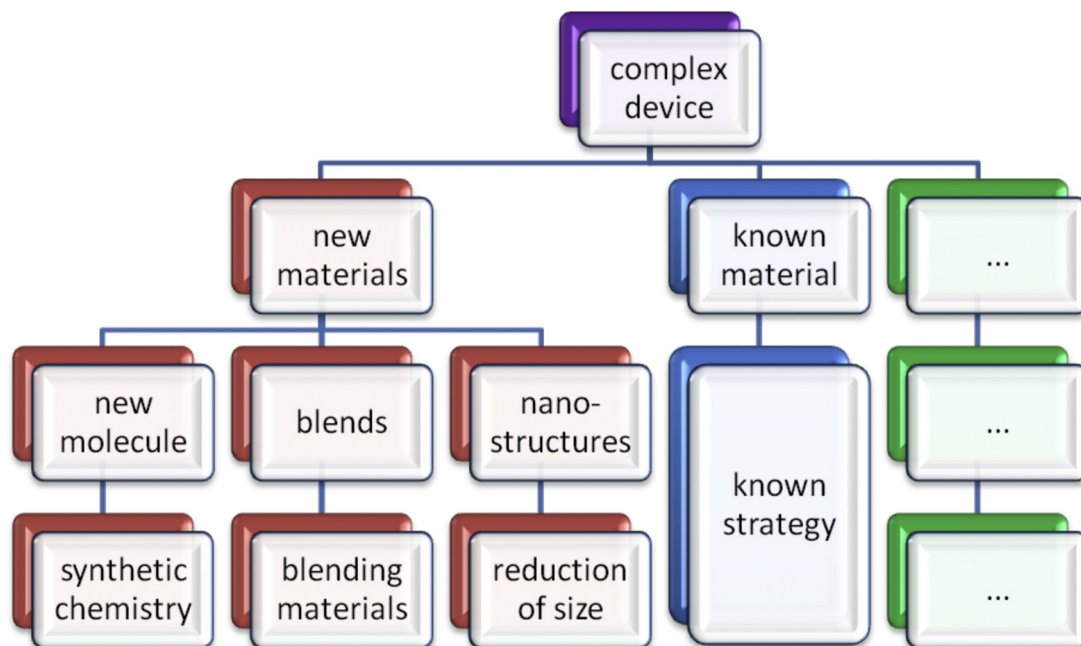 complex
device
new
materials
known
material
...
new
molecule
blends
nano-
structures
known
strategy
...
synthetic
chemistry
blending
materials
reduction
of size
...